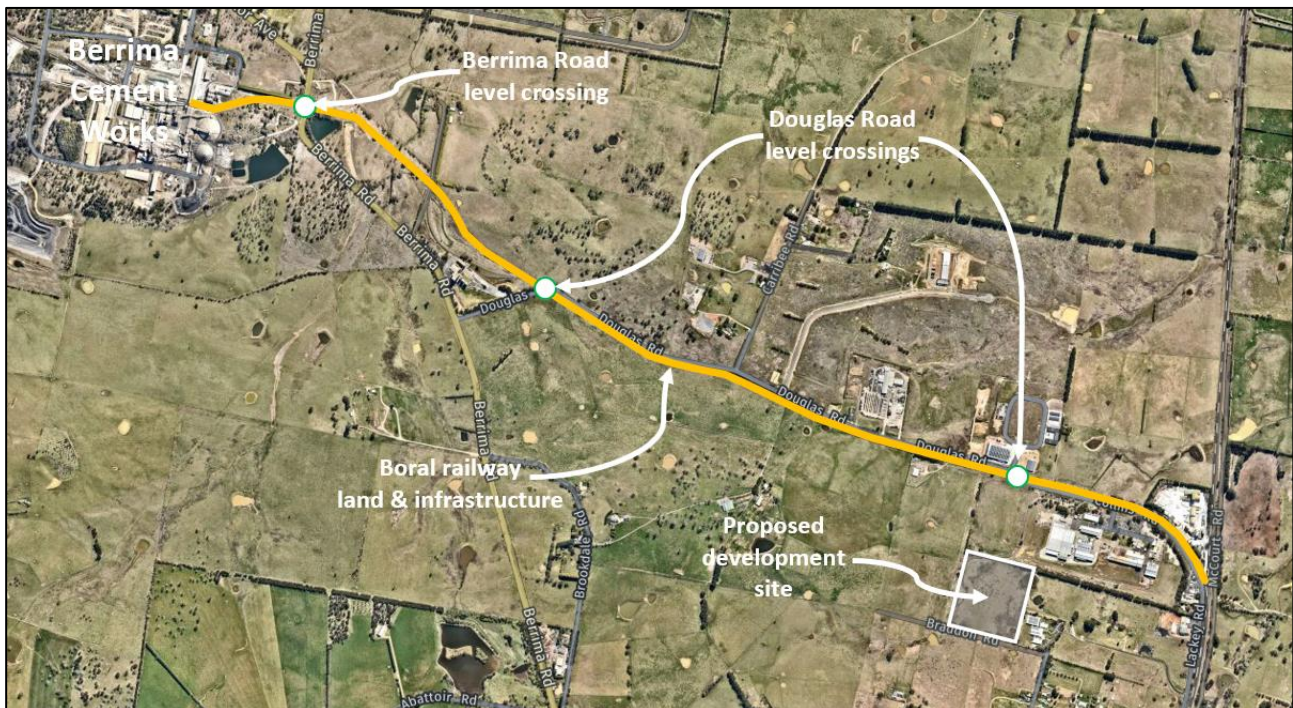 Berrima
Cement
Works
Berrima
Berrima Road
level crossing
Douglas Road
level crossings
Berrima Rd
Berrima Rd
Douglas
Douglas Rd
Carribee Rd
Douglas Rd
Douglas Rd
Berrima
Rd
Boral railway
land & infrastructure
Brookdale Rd
Proposed
development
site
McCourt Rd
Braddon Rd
Lackey Rd
Berrima Rd
Abattoir Rd